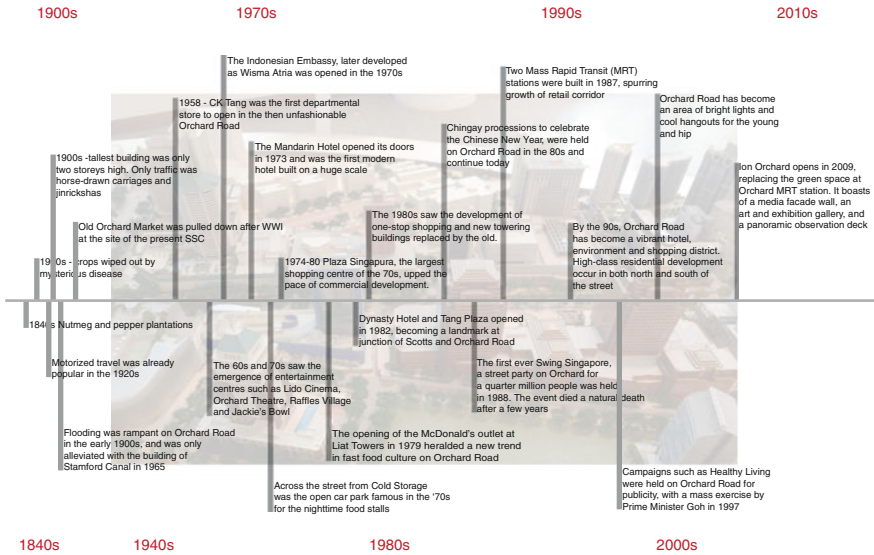 1900s
1970s
1990s
2010s
The Indonesian Embassy, later developed
as Wisma Atria was opened in the 1970s
Two Mass Rapid Transit (MRT)
stations were built in 1987, spurring
growth of retail corridor
1958 - CK Tang was the first departmental
store to open in the then unfashionable
Orchard Road
Orchard Road has become
an area of bright lights and
cool hangouts for the young
and hip
Chingay processions to celebrate
the Chinese New Year, were held
on Orchard Road in the 80s and
continue today
The Mandarin Hotel opened its doors
in 1973 and was the first modern
hotel built on a huge scale
1900s -tallest building was only
two storeys high. Only traffic was
horse-drawn carriages and
jinrickshas
Ion Orchard opens in 2009,
replacing the green space at
Orchard MRT station. It boasts
of a media facade wall, an
art and exhibition gallery, and
a panoramic observation deck
The 1980s saw the development of
one-stop shopping and new towering
buildings replaced by the old.
Old Orchard Market was pulled down after WWI
at the site of the present SSC
By the 90s, Orchard Road
has become a vibrant hotel,
environment and shopping district.
High-class residential development
occur in both north and south of
the street
- crops wiped out by
mysterious disease
1974-80 Plaza Singapura, the largest
shopping centre of the 70s, upped the
pace of commercial development.
1840s Nutmeg and pepper plantations
Dynasty Hotel and Tang Plaza opened
in 1982, becoming a landmark at
junction of Scotts and Orchard Road
Motorized travel was already
popular in the 1920s
The 60s and 70s saw the
emergence of entertainment
centres such as Lido Cinema,
Orchard Theatre, Raffles Village
and Jackie's Bowl
The first ever Swing Singapore,
a street party on Orchard for
a quarter million people was held
in 1988. The event died a natural death
after a few years
Flooding was rampant on Orchard Road
in the early 1900s, and was only
alleviated with the building of
Stamford Canal in 1965
The opening of the McDonald's outlet at
Liat Towers in 1979 heralded a new trend
in fast food culture on Orchard Road
Campaigns such as Healthy Living
were held on Orchard Road for
publicity, with a mass exercise by
Prime Minister Goh in 1997
Across the street from Cold Storage
was the open car park famous in the '70s
for the nighttime food stalls
1840s
1940s
1980s
2000s